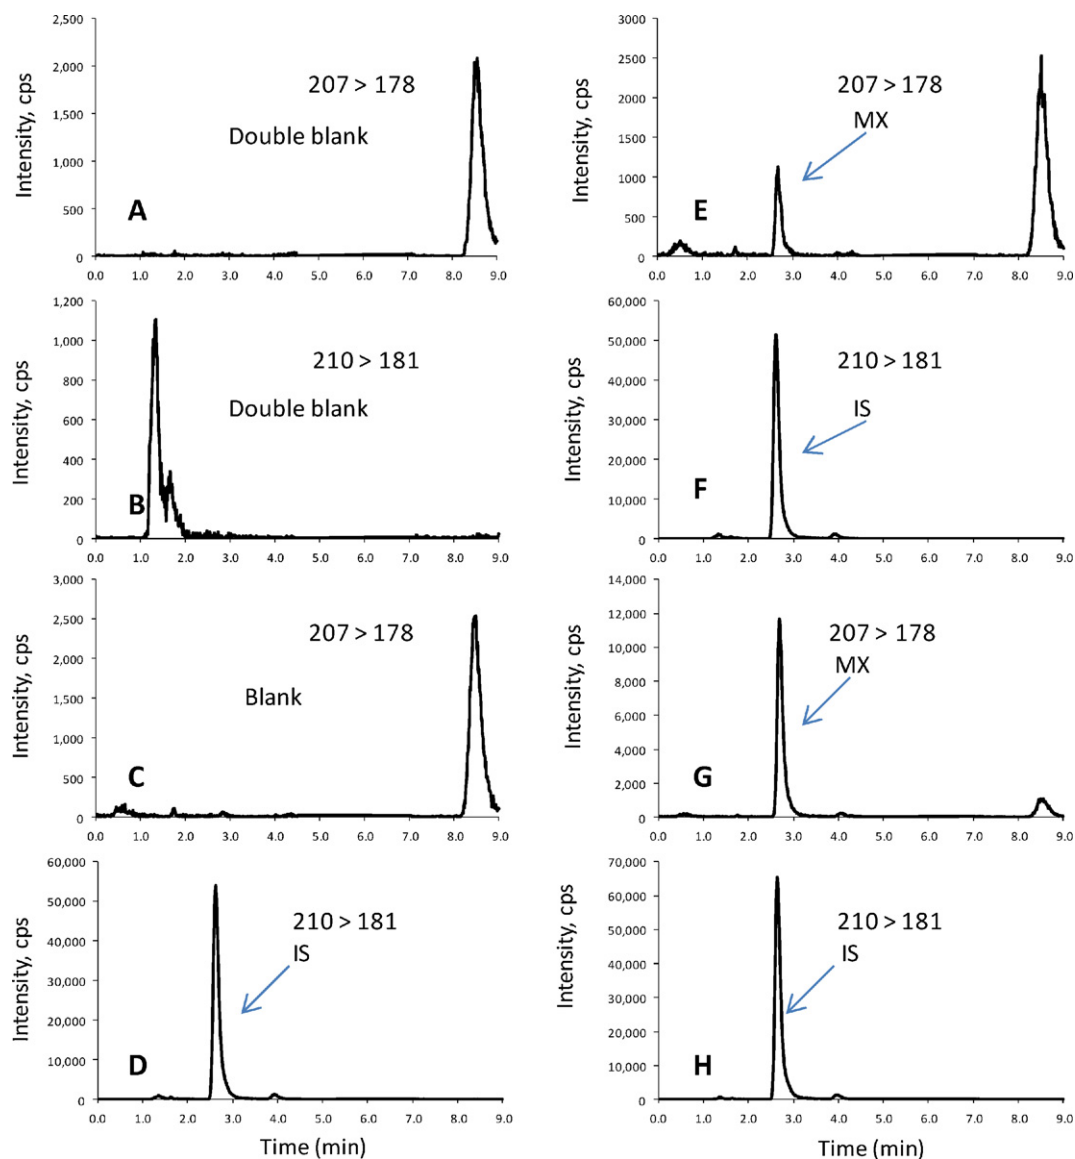 2,500
2,000
1,500
1,000
500
0
Intensity, cps
207 > 178
Double blank
A
0.0 1.0 2.0 3.0 4.0 5.0 6.0 7.0 8.0 9.0
1,200
1,000
800
600
400
200
0
Intensity, cps
210 > 181
Double blank
B
0.0 1.0 2.0 3.0 4.0 5.0 6.0 7.0 8.0 9.0
3,000
2,500
2,000
1,500
1,000
500
0
Intensity, cps
207 > 178
Blank
C
0.0 1.0 2.0 3.0 4.0 5.0 6.0 7.0 8.0 9.0
60,000
50,000
40,000
30,000
20,000
10,000
0
Intensity, cps
210 > 181
IS
D
0.0 1.0 2.0 3.0 4.0 5.0 6.0 7.0 8.0 9.0
Time (min)
3000
2500
2000
1500
1000
500
0
Intensity, cps
207 > 178
MX
E
0.0 1.0 2.0 3.0 4.0 5.0 6.0 7.0 8.0 9.0
60,000
50,000
40,000
30,000
20,000
10,000
0
Intensity, cps
210 > 181
IS
F
0.0 1.0 2.0 3.0 4.0 5.0 6.0 7.0 8.0 9.0
14,000
12,000
10,000
8,000
6,000
4,000
2,000
0
Intensity, cps
207 > 178
MX
G
0.0 1.0 2.0 3.0 4.0 5.0 6.0 7.0 8.0 9.0
70,000
60,000
50,000
40,000
30,000
20,000
10,000
0
Intensity, cps
210 > 181
IS
H
0.0 1.0 2.0 3.0 4.0 5.0 6.0 7.0 8.0 9.0
Time (min)